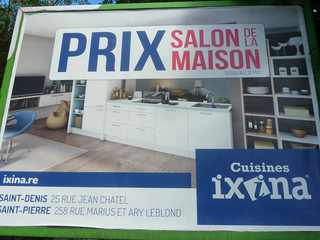 PRIX SALON DE LA MAISON
ixina.re
Cuisines
ixina
SAINT-DENIS 25 RUE JEAN CHATEL
SAINT-PIERRE 258 RUE MARIUS ET ARY LEBLOND